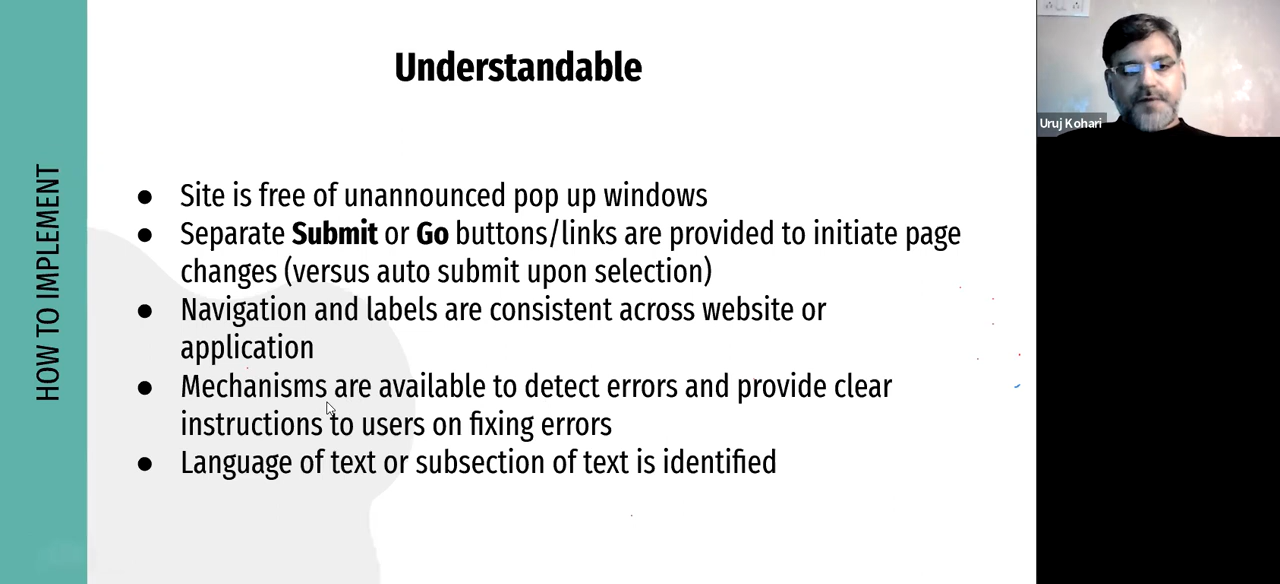 HOW TO IMPLEMENT
Understandable
● Site is free of unannounced pop up windows
● Separate Submit or Go buttons/links are provided to initiate page
changes (versus auto submit upon selection)
● Navigation and labels are consistent across website or
application
● Mechanisms are available to detect errors and provide clear
instructions to users on fixing errors
● Language of text or subsection of text is identified
Uruj Kohari